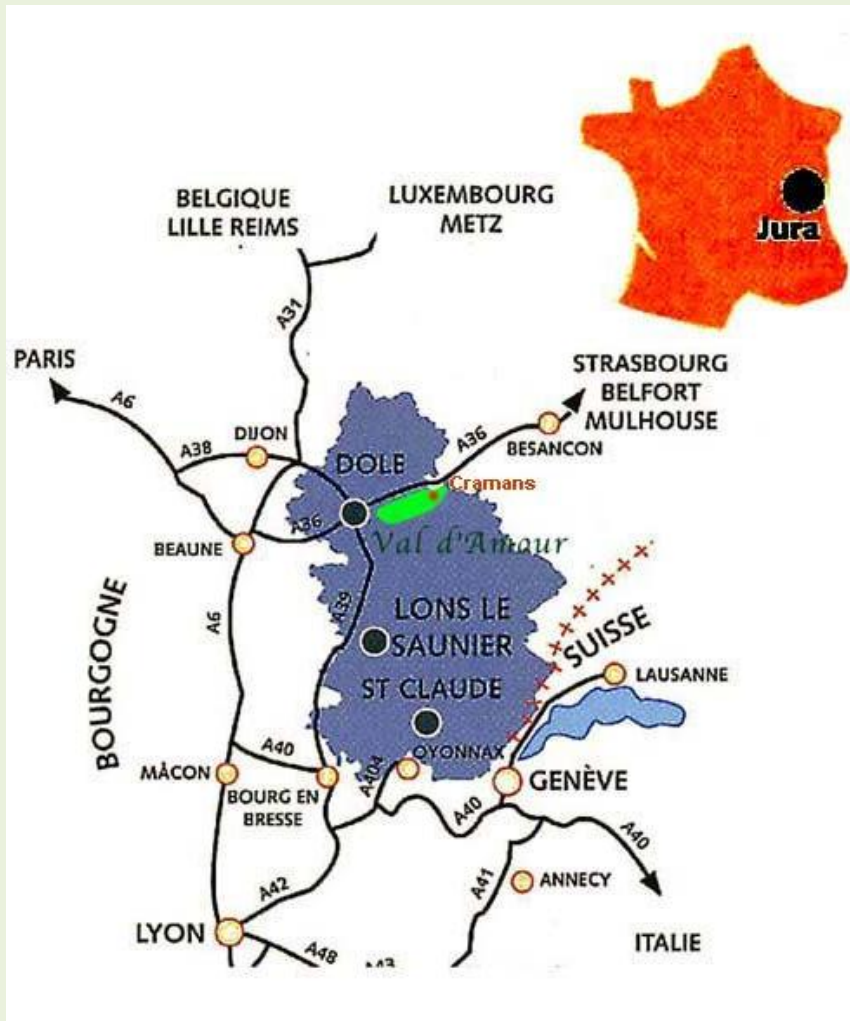 Jura
BELGIQUE
LILLE REIMS
LUXEMBOURG
METZ
A31
PARIS
A6
STRASBOURG
BELFORT
MULHOUSE
A38
DIJON
A36
BESANCON
DOLE
Cramans
A36
BEAUNE
Val d'Amour
BOURGOGNE
A6
A39
LONS LE
SAUNIER
SUISSE
ST CLAUDE
LAUSANNE
A40
OYONNAX
MÂCON
BOURG EN
BRESSE
A404
GENÈVE
A40
A40
A42
A41
ANNECY
LYON
A48
ITALIE